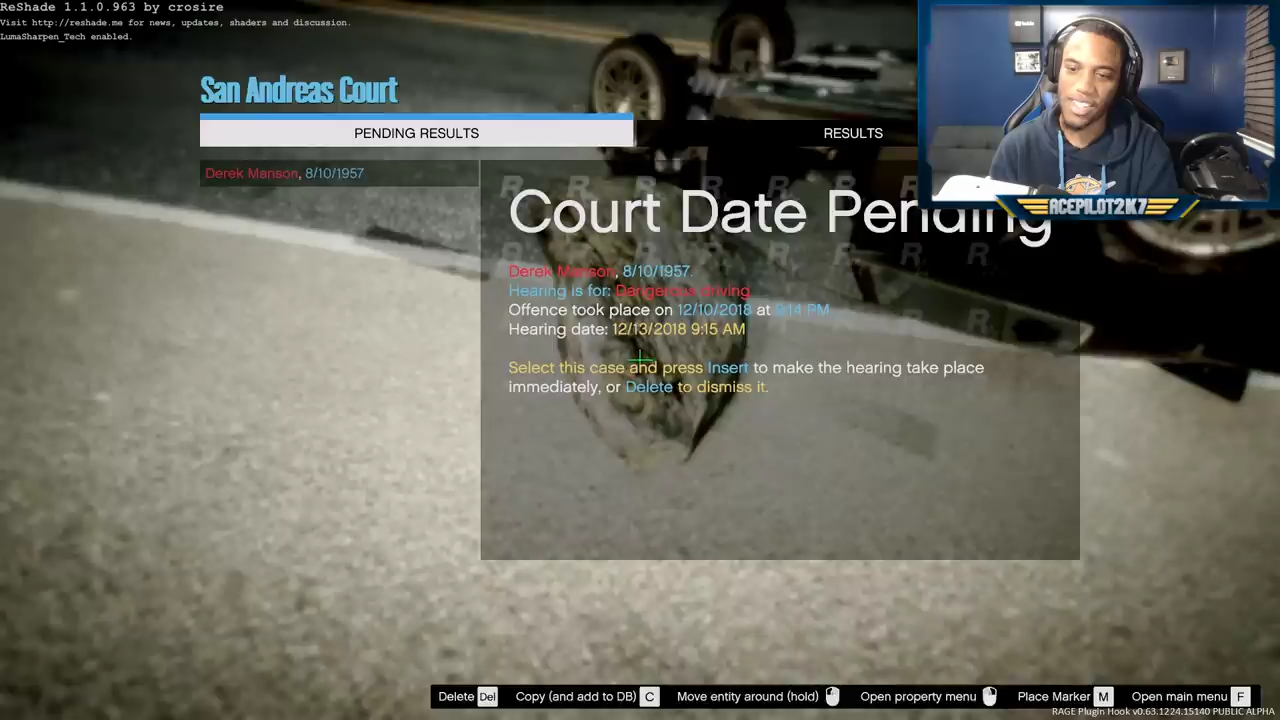 ReShade 1.1.0.963 by crosire
Visit http://reshade.me for news, updates, shaders and discussion.
LumaSharpen_Tech enabled.
San Andreas Court
PENDING RESULTS
RESULTS
Derek Manson, 8/10/1957
Court Date Pending
Derek Manson, 8/10/1957.
Hearing is for: Dangerous driving.
Offence took place on 12/10/2018 at 9:14 PM
Hearing date: 12/13/2018 9:15 AM
Select this case and press Insert to make the hearing take place
immediately, or Delete to dismiss it.
ACEPILOT2K7
Delete Del Copy (and add to DB) C Move entity around (hold) Open property menu Place Marker M Open main menu F
RAGE Plugin Hook v0.63.1224.15140 PUBLIC ALPHA